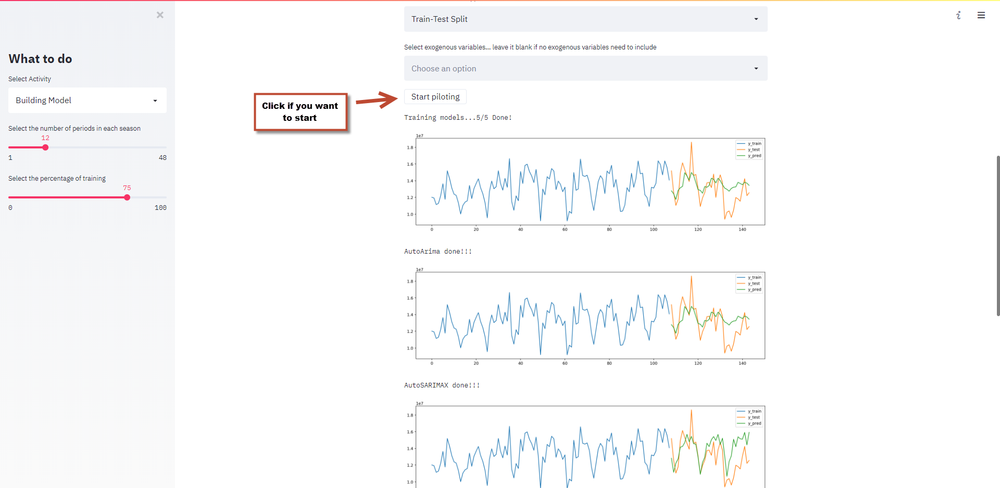 What to do
Select Activity
Building Model
Select the number of periods in each season
12
1 48
Select the percentage of training
75
0 100
Train-Test Split
Select exogenous variables... leave it blank if no exogenous variables need to include
Choose an option
Click if you want
to start
Start piloting
Training models...5/5 Done!
1e7
1.8
1.6
1.4
1.2
1.0
0 20 40 60 80 100 120 140
y_train
y_test
y_pred
AutoArima done!!!
1e7
1.8
1.6
1.4
1.2
1.0
0 20 40 60 80 100 120 140
y_train
y_test
y_pred
AutoSARIMAX done!!!
1e7
1.8
1.6
1.4
1.2
1.0
y_train
y_test
y_pred